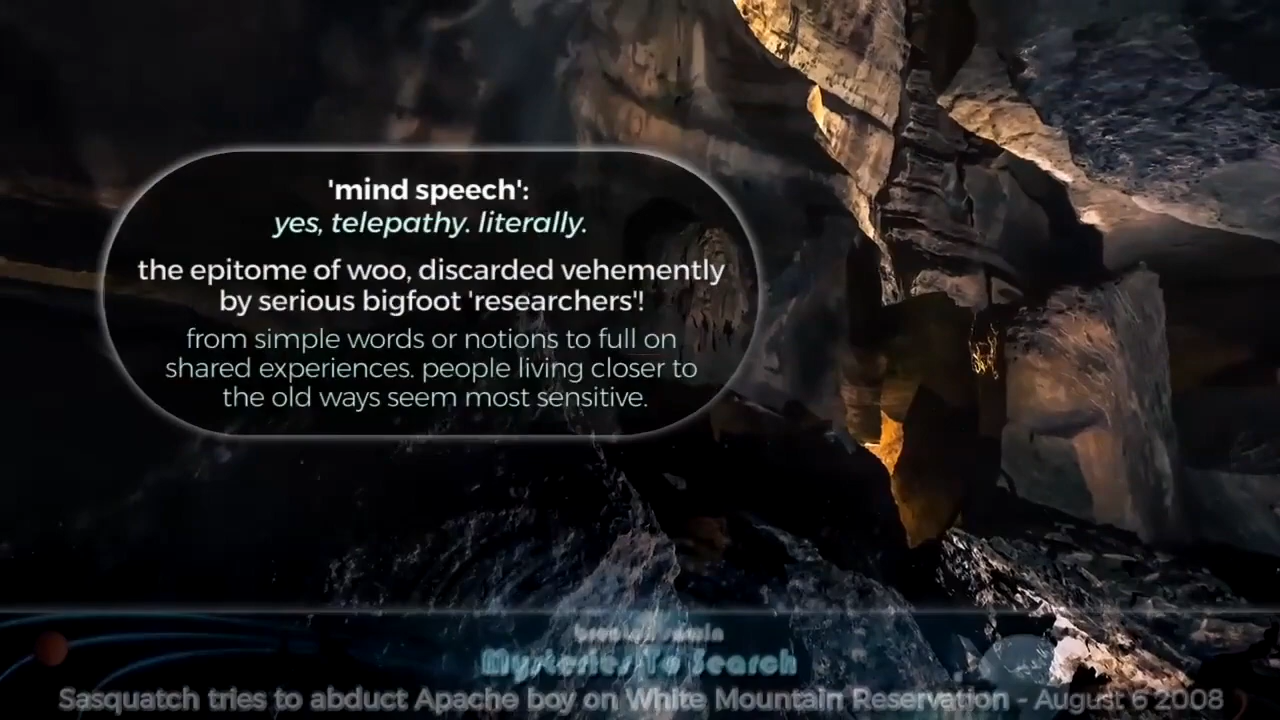 'mind speech':
yes, telepathy. literally.
the epitome of woo, discarded vehemently
by serious bigfoot 'researchers'!
from simple words or notions to full on
shared experiences. people living closer to
the old ways seem most sensitive.
Mysteries To Search
Sasquatch tries to abduct Apache boy on White Mountain Reservation - August 6 2008